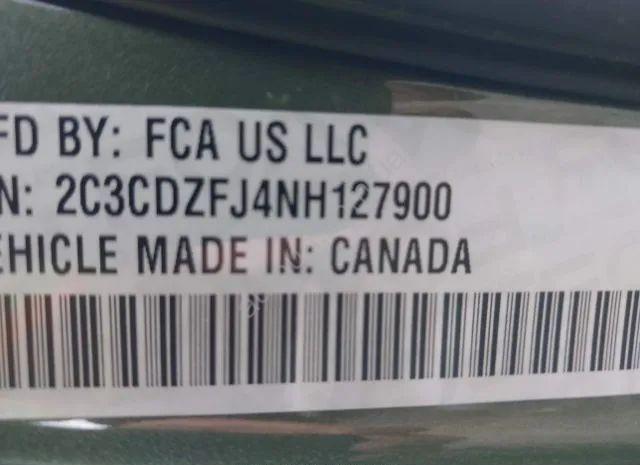 FD BY: FCA US LLC
N: 2C3CDZFJ4NH127900
EHICLE MADE IN: CANADA